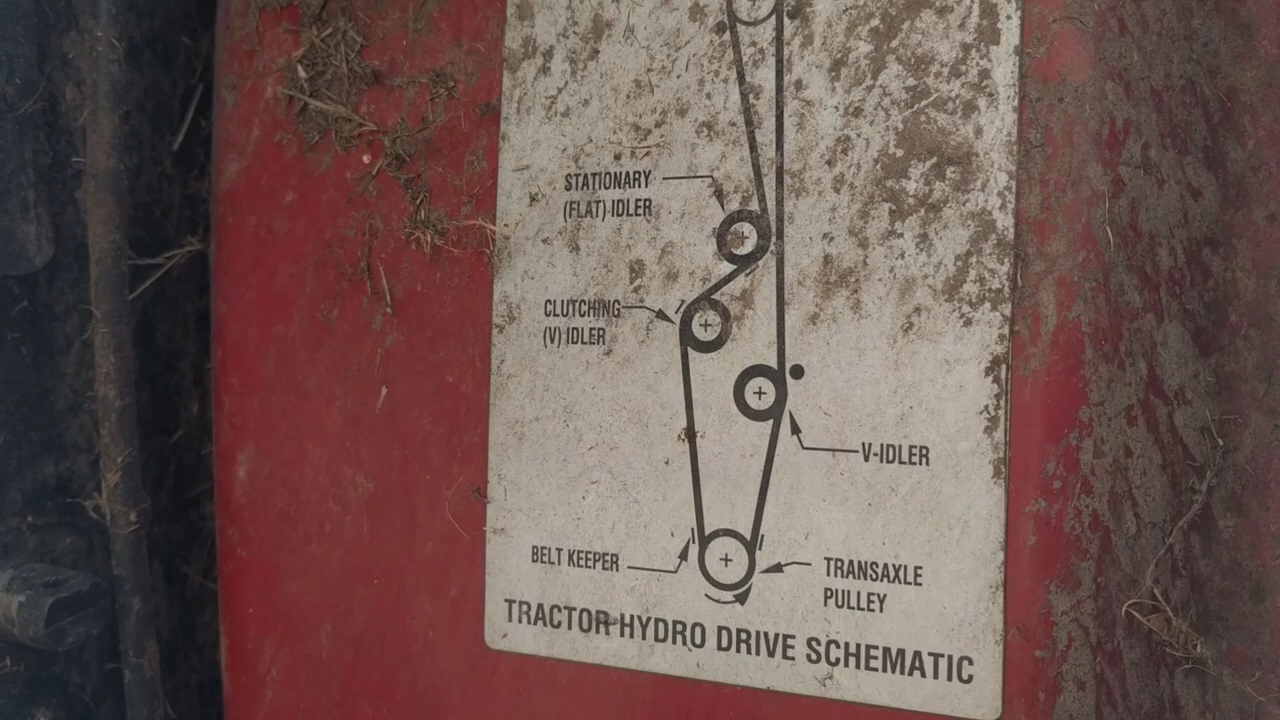 STATIONARY
(FLAT) IDLER
CLUTCHING
(V) IDLER
V-IDLER
BELT KEEPER
TRANSAXLE
PULLEY
TRACTOR HYDRO DRIVE SCHEMATIC